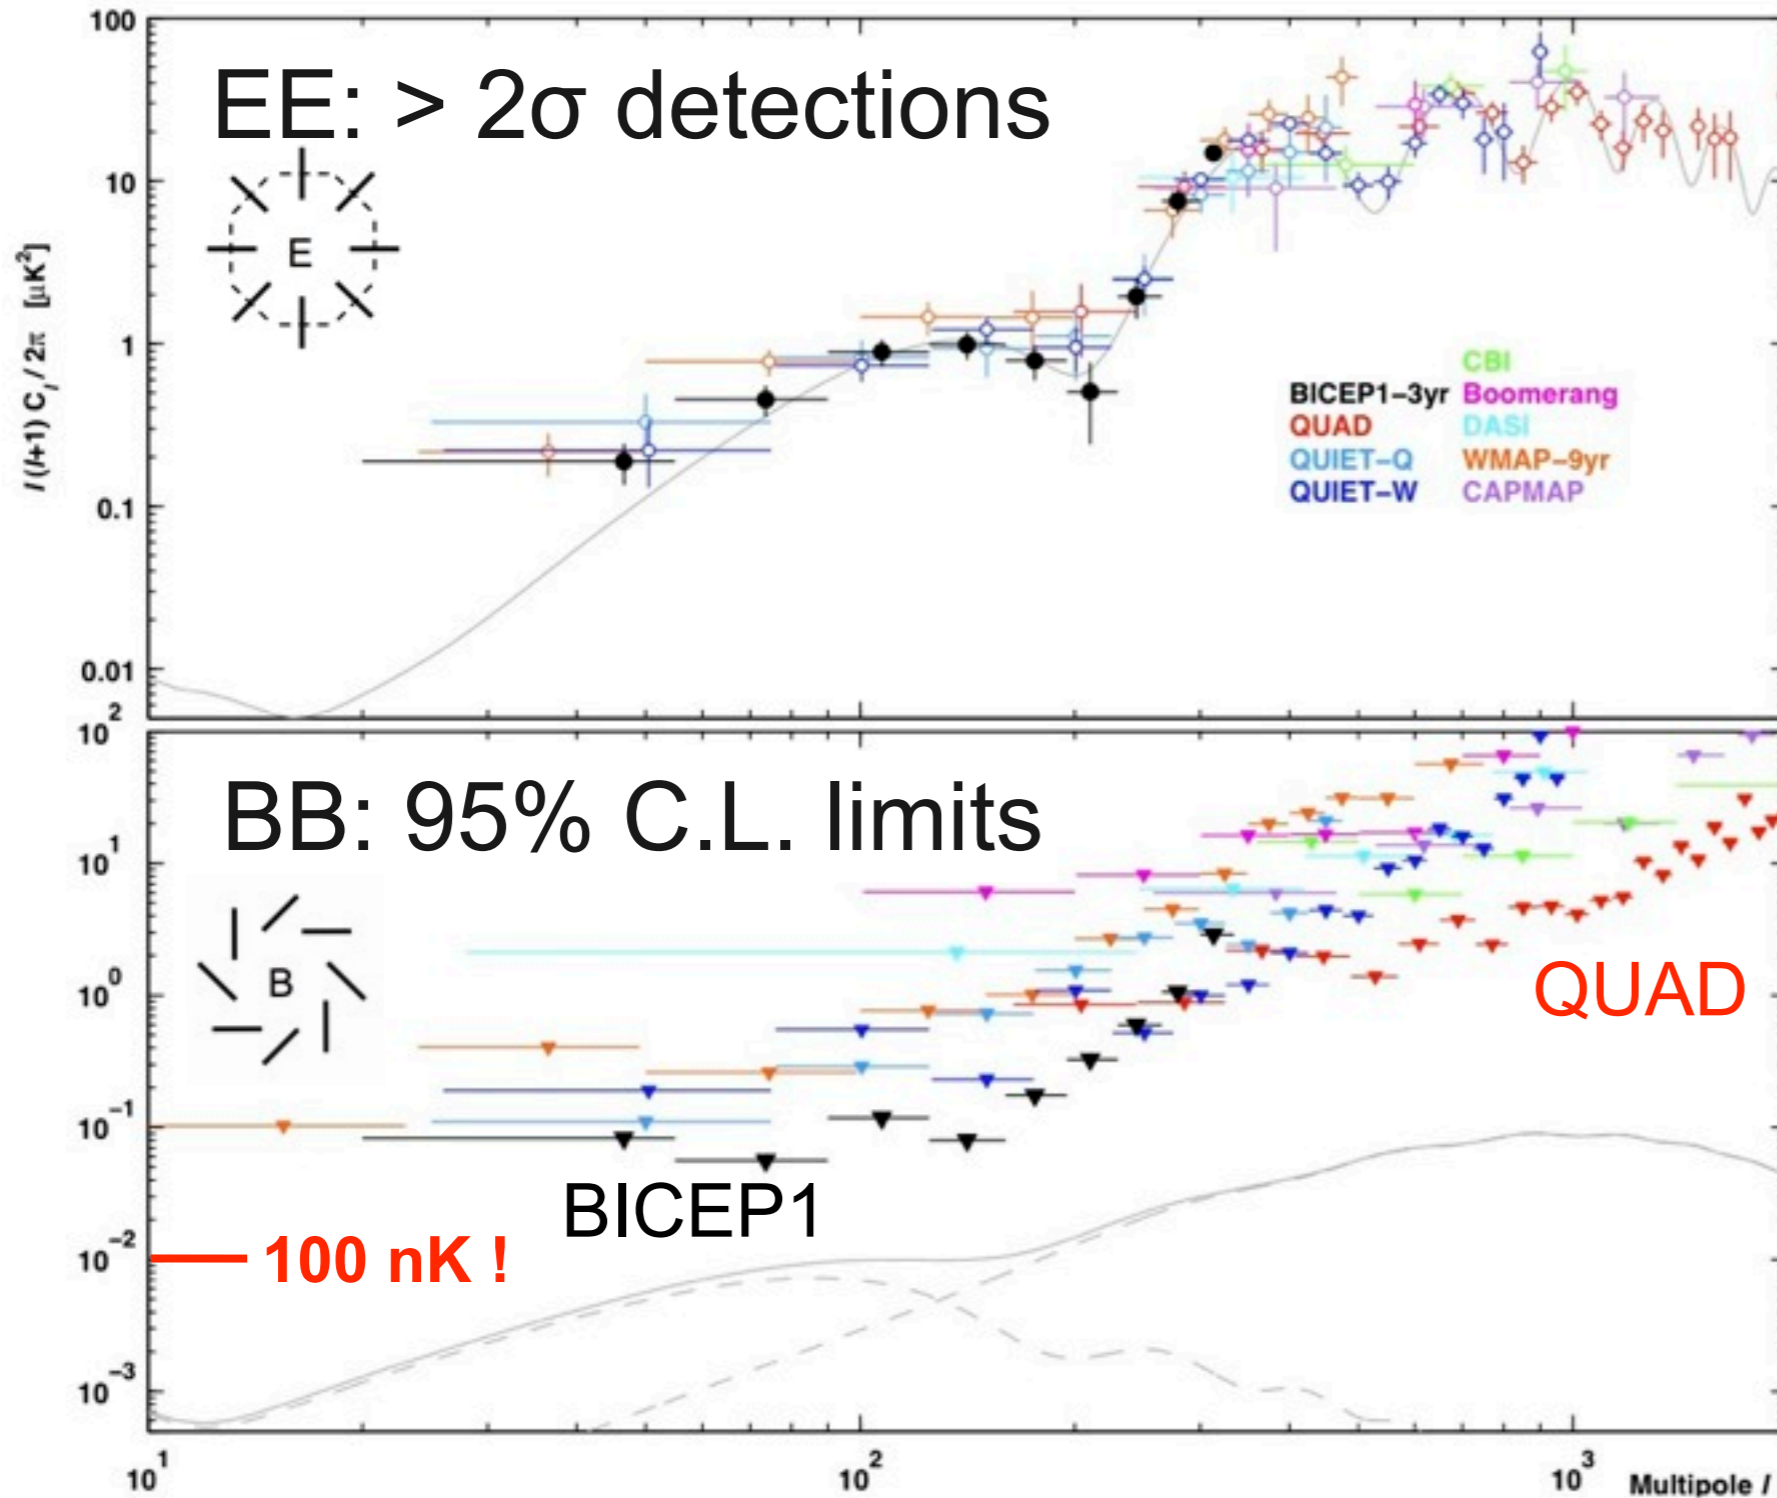 100
EE: > 2σ detections
10
E
l (l+1) C_l / 2π [μK²]
1
CBI
BICEP1–3yr Boomerang
QUAD DASI
QUIET–Q WMAP–9yr
QUIET–W CAPMAP
0.1
0.01
10²
BB: 95% C.L. limits
10¹
B
QUAD
10⁰
10⁻¹
BICEP1
10⁻² 100 nK !
10⁻³
10¹ 10² 10³ Multipole l